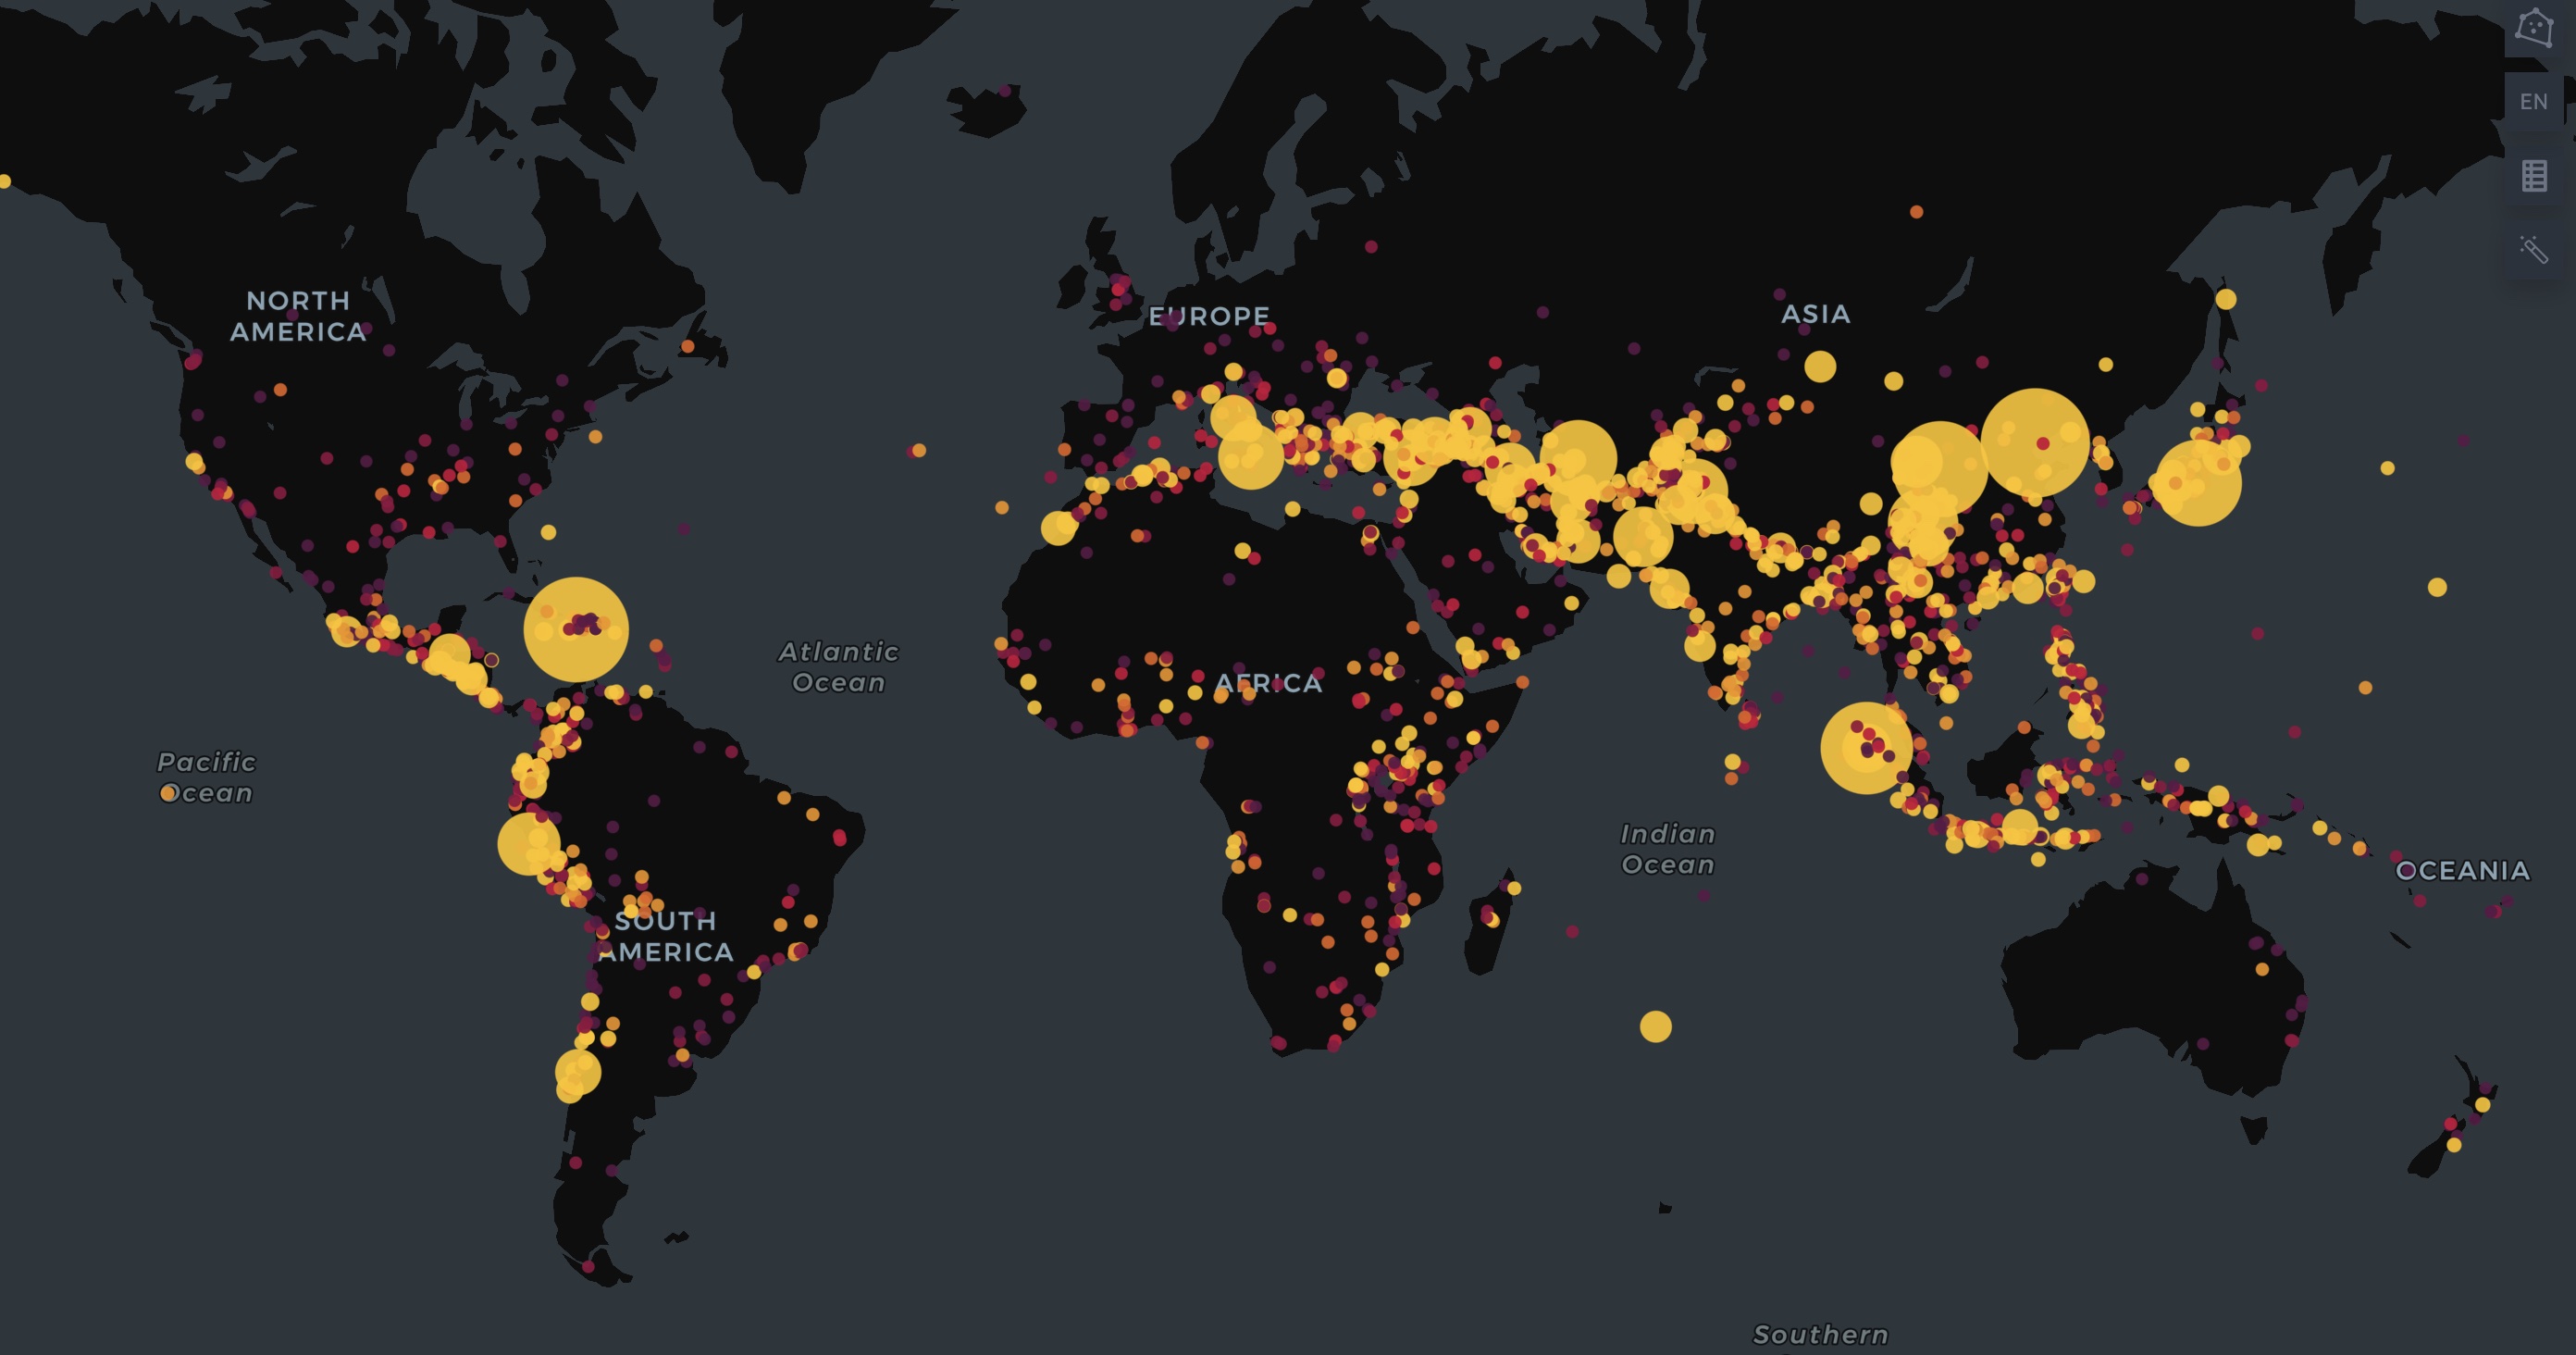 EN
NORTH
AMERICA
EUROPE
ASIA
Atlantic
Ocean
AFRICA
Pacific
Ocean
Indian
Ocean
OCEANIA
SOUTH
AMERICA
Southern